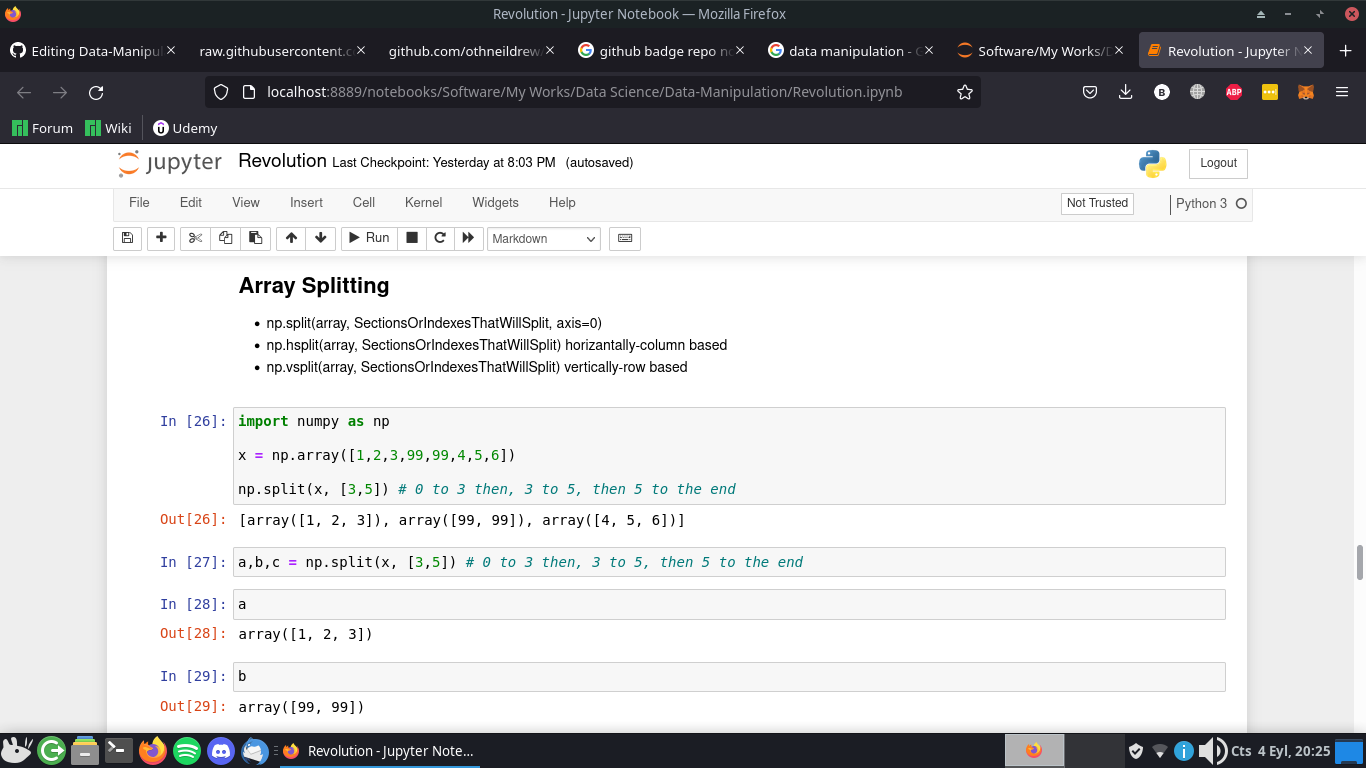 Revolution - Jupyter Notebook — Mozilla Firefox
Editing Data-Manipul
raw.githubusercontent.c
github.com/othneildrew/
github badge repo no
data manipulation - G
Software/My Works/D
Revolution - Jupyter N
localhost:8889/notebooks/Software/My Works/Data Science/Data-Manipulation/Revolution.ipynb
B
ABP
Forum
Wiki
Udemy
jupyter
Revolution Last Checkpoint: Yesterday at 8:03 PM (autosaved)
Logout
File Edit View Insert Cell Kernel Widgets Help
Not Trusted
Python 3
Run
Markdown
Array Splitting
• np.split(array, SectionsOrIndexesThatWillSplit, axis=0)
• np.hsplit(array, SectionsOrIndexesThatWillSplit) horizantally-column based
• np.vsplit(array, SectionsOrIndexesThatWillSplit) vertically-row based
In [26]: import numpy as np
x = np.array([1,2,3,99,99,4,5,6])
np.split(x, [3,5]) # 0 to 3 then, 3 to 5, then 5 to the end
Out[26]: [array([1, 2, 3]), array([99, 99]), array([4, 5, 6])]
In [27]: a,b,c = np.split(x, [3,5]) # 0 to 3 then, 3 to 5, then 5 to the end
In [28]: a
Out[28]: array([1, 2, 3])
In [29]: b
Out[29]: array([99, 99])
Revolution - Jupyter Note...
Cts 4 Eyl, 20:25